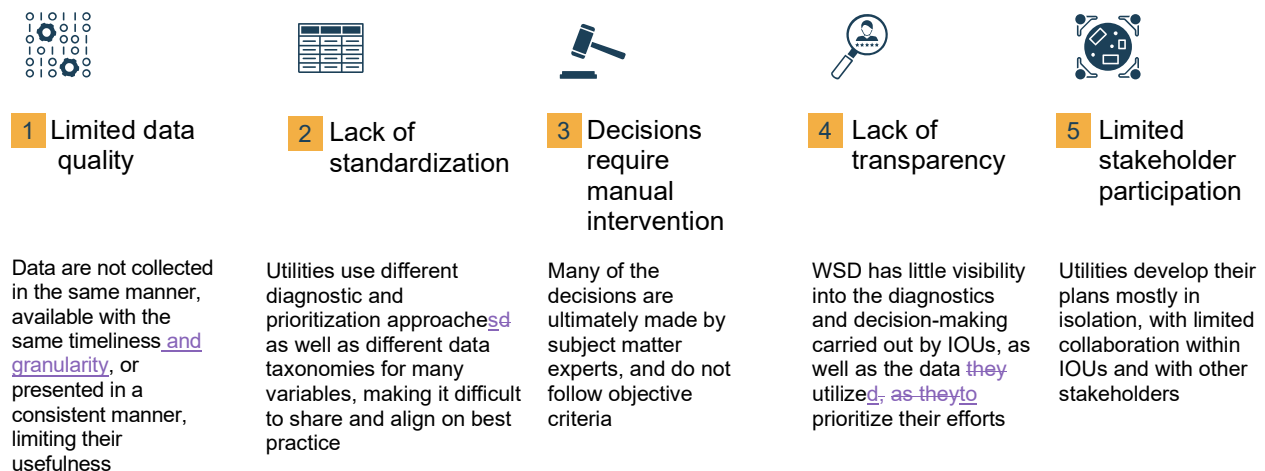 1 Limited data
quality
Data are not collected
in the same manner,
available with the
same timeliness and
granularity, or
presented in a
consistent manner,
limiting their
usefulness
2 Lack of
standardization
Utilities use different
diagnostic and
prioritization approachesd
as well as different data
taxonomies for many
variables, making it difficult
to share and align on best
practice
3 Decisions
require
manual
intervention
Many of the
decisions are
ultimately made by
subject matter
experts, and do not
follow objective
criteria
4 Lack of
transparency
WSD has little visibility
into the diagnostics
and decision-making
carried out by IOUs, as
well as the data they
utilized, as theyto
prioritize their efforts
5 Limited
stakeholder
participation
Utilities develop their
plans mostly in
isolation, with limited
collaboration within
IOUs and with other
stakeholders